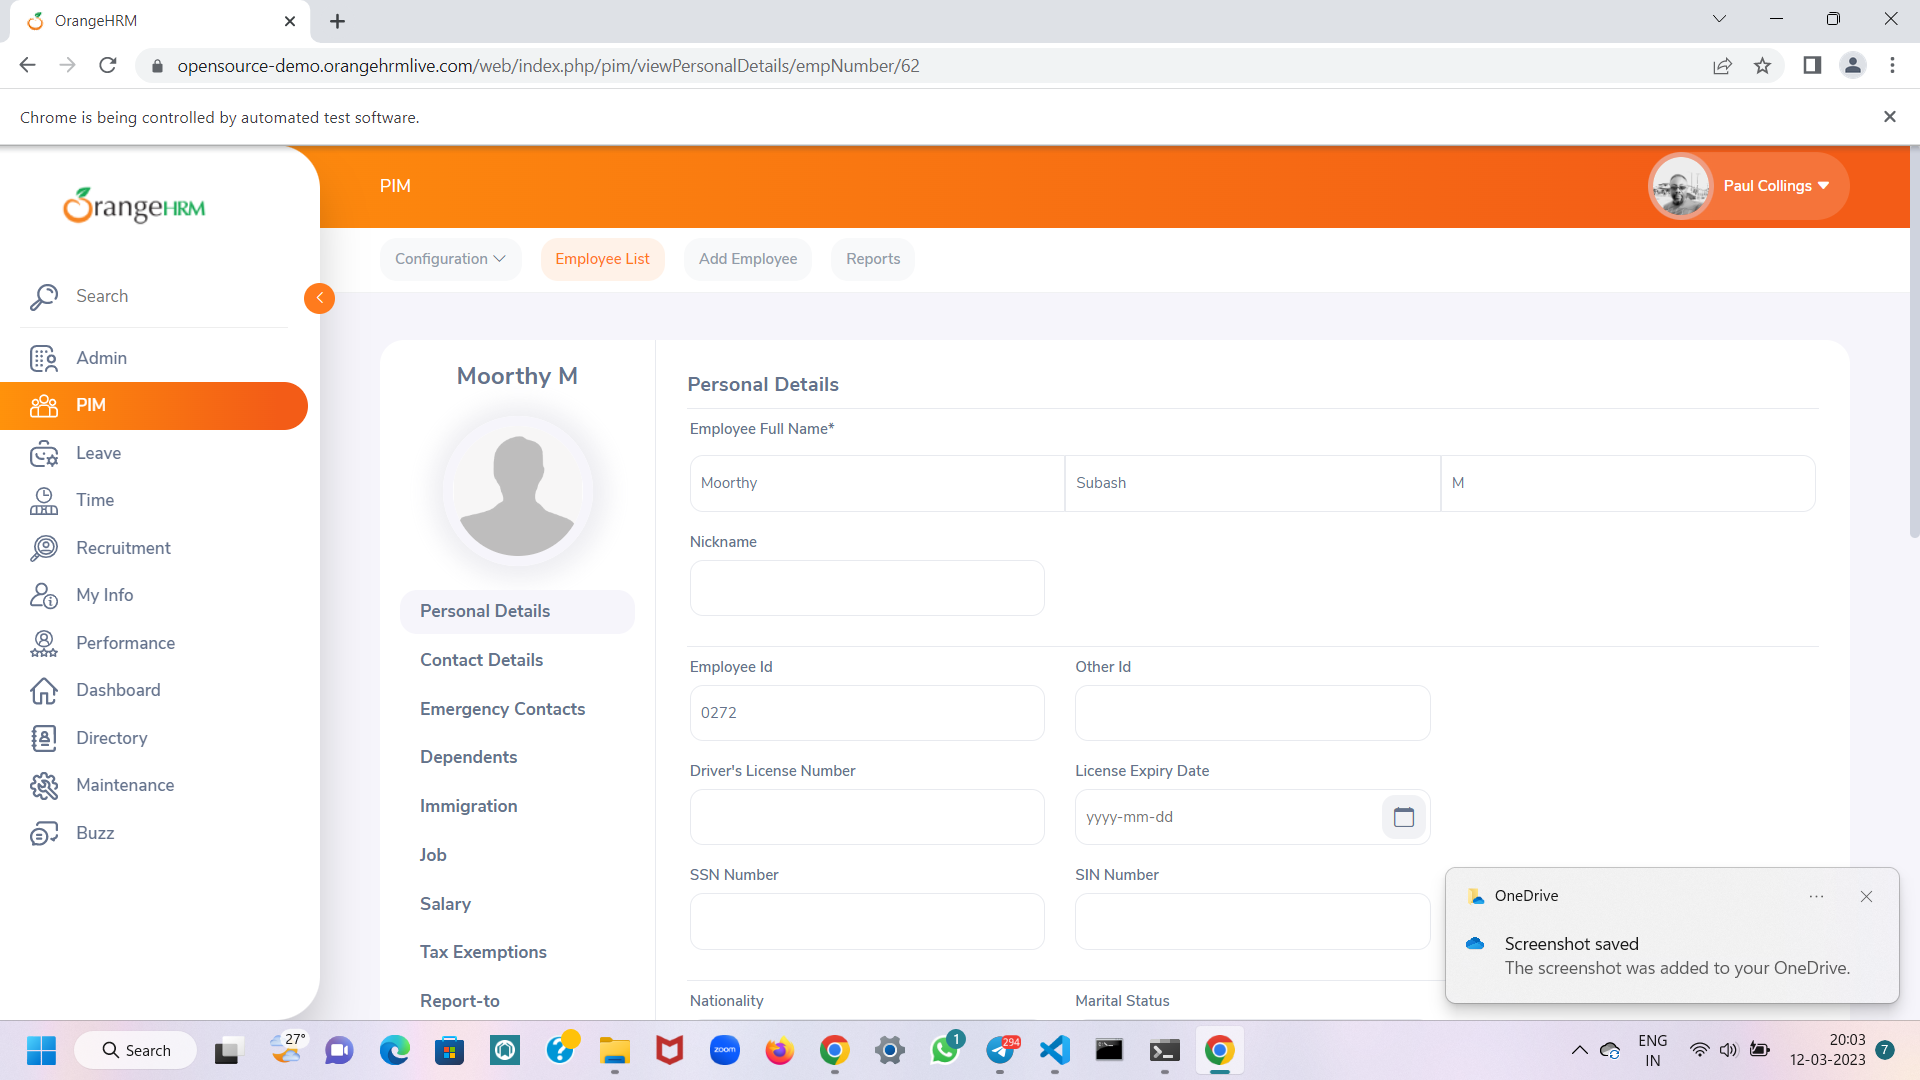 OrangeHRM
opensource-demo.orangehrmlive.com/web/index.php/pim/viewPersonalDetails/empNumber/62
Chrome is being controlled by automated test software.
OrangeHRM
PIM
Paul Collings
Configuration
Employee List
Add Employee
Reports
Search
Admin
PIM
Leave
Time
Recruitment
My Info
Performance
Dashboard
Directory
Maintenance
Buzz
Moorthy M
Personal Details
Contact Details
Emergency Contacts
Dependents
Immigration
Job
Salary
Tax Exemptions
Report-to
Personal Details
Employee Full Name*
Moorthy
Subash
M
Nickname
Employee Id
Other Id
0272
Driver's License Number
License Expiry Date
yyyy-mm-dd
SSN Number
SIN Number
Nationality
Marital Status
OneDrive
Screenshot saved
The screenshot was added to your OneDrive.
Search
27°
zoom
1
294
ENG
IN
20:03
12-03-2023
7